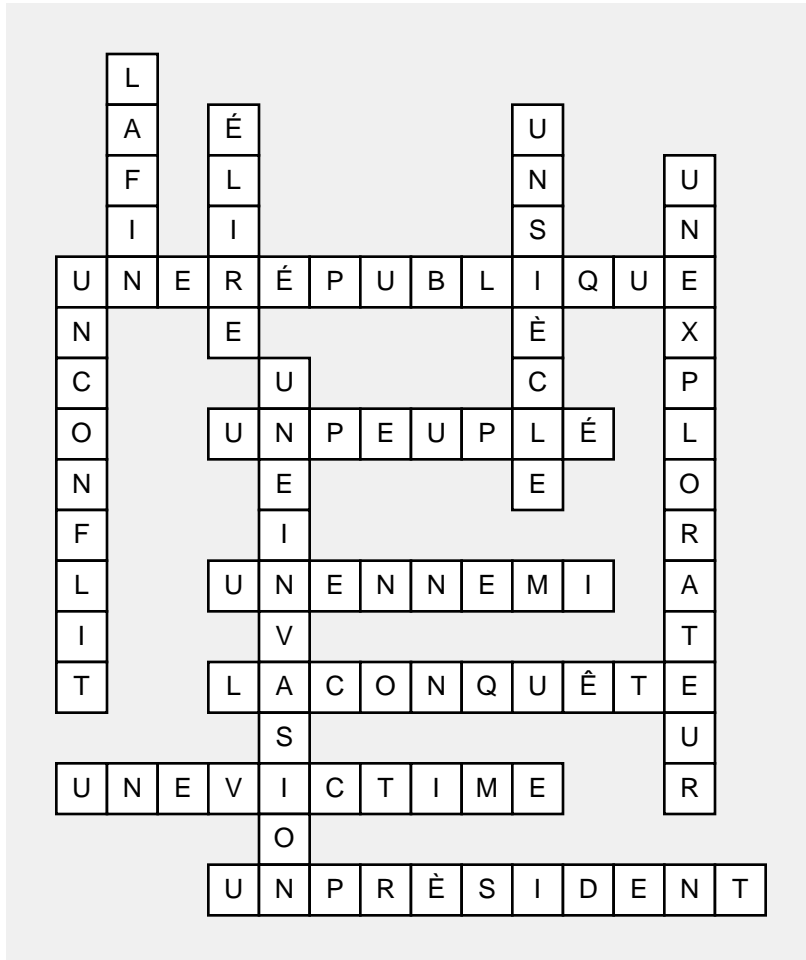 LAFIN
ÉLIRE
UNSIÈCLE
UNEXPLORATEUR
UNERÉPUBLIQUE
UNCONFLIT
UNEINVASION
UNPEUPLÉ
UNENNEMI
LACONQUÊTE
UNEVICTIME
UNPRÈSIDENT